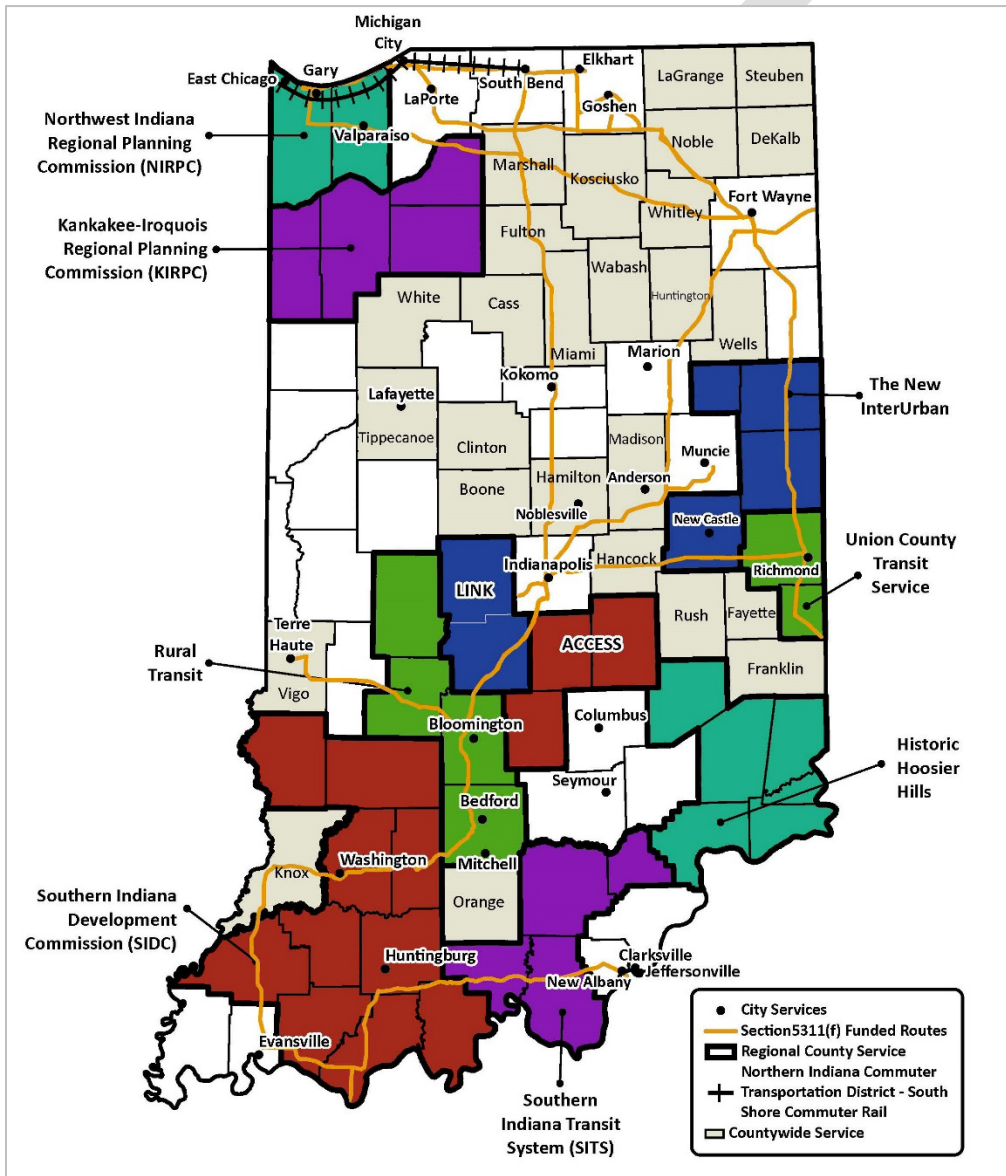 Michigan
City
Elkhart
Gary
East Chicago
LaGrange
Steuben
South Bend
LaPorte
Goshen
Northwest Indiana
Regional Planning
Commission (NIRPC)
Valparaiso
Noble
DeKalb
Marshall
Kosciusko
Fort Wayne
Whitley
Kankakee-Iroquois
Regional Planning
Commission (KIRPC)
Fulton
Wabash
Huntington
White
Cass
Wells
Miami
Marion
Kokomo
The New
InterUrban
Lafayette
Tippecanoe
Clinton
Madison
Muncie
Boone
Hamilton
Anderson
Noblesville
New Castle
Hancock
Indianapolis
Richmond
Union County
Transit
Service
LINK
Rush
Fayette
Terre
Haute
ACCESS
Rural
Transit
Franklin
Vigo
Columbus
Bloomington
Historic
Hoosier
Hills
Seymour
Bedford
Washington
Mitchell
Knox
Orange
Southern Indiana
Development
Commission (SIDC)
Huntingburg
Clarksville
Jeffersonville
New Albany
Evansville
City Services
Section5311(f) Funded Routes
Regional County Service
Northern Indiana Commuter
Transportation District - South
Shore Commuter Rail
Countywide Service
Southern
Indiana Transit
System (SITS)